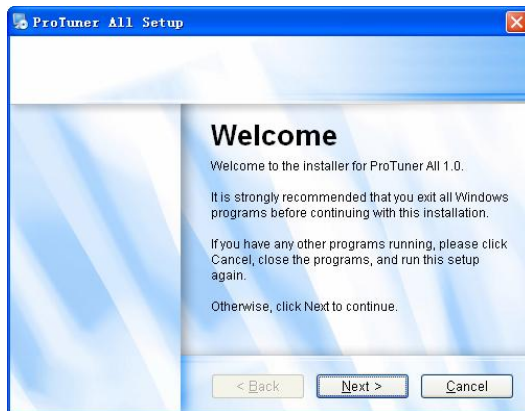 ProTuner All Setup
Welcome
Welcome to the installer for ProTuner All 1.0.
It is strongly recommended that you exit all Windows
programs before continuing with this installation.
If you have any other programs running, please click
Cancel, close the programs, and run this setup
again.
Otherwise, click Next to continue.
< Back
Next >
Cancel